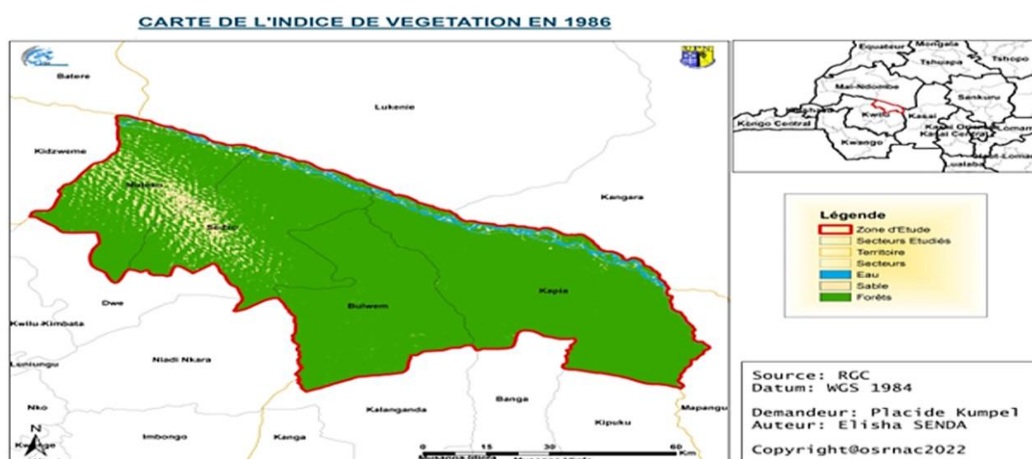 CARTE DE L'INDICE DE VEGETATION EN 1986
Batere
Lukenie
Kidzweme
Kangara
Bulwem
Kapia
Dwe
Kwilu-Kimbata
Niadi Nkara
Nko
Imbongo
Kanga
Kalanganda
Banga
Kipuku
Mapangu
N
0
15
30
60
Km
Equateur
Mongala
Tshuapa
Tshopo
Mai-Ndombe
Sankuru
Kongo Central
Kwilu
Kasai
Kwango
Kasai Central
Lualaba
Légende
Zone d'Etude
Secteurs Etudiés
Territoire
Secteurs
Eau
Sable
Forêts
Source: RGC
Datum: WGS 1984
Demandeur: Placide Kumpel
Auteur: Elisha SENDA
Copyright@osrnac2022